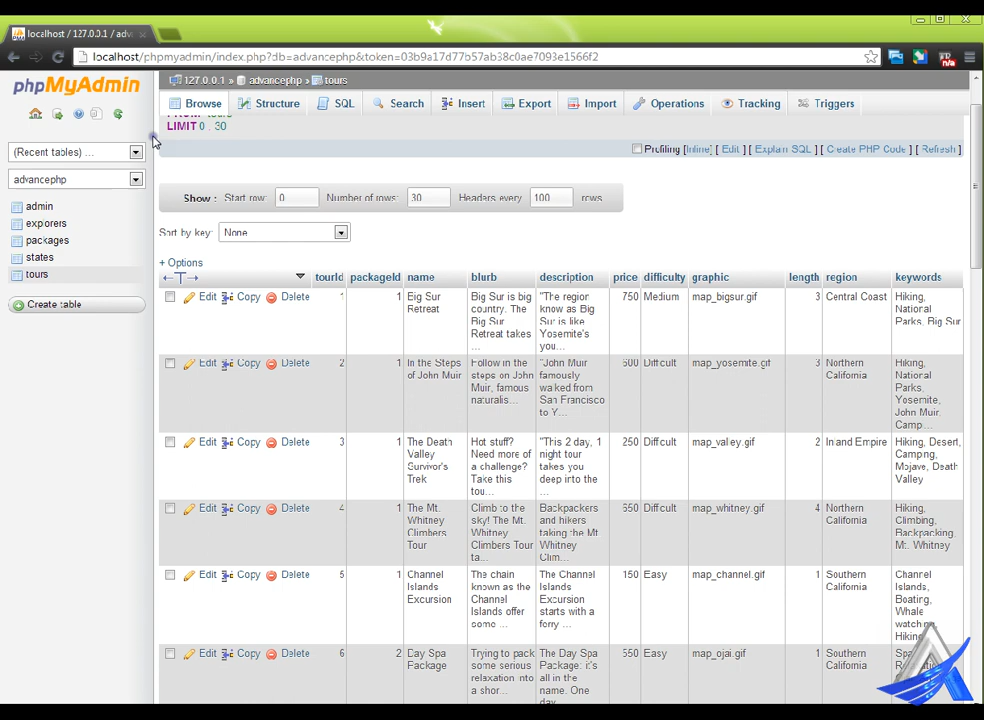 localhost / 127.0.0.1 / adv
localhost/phpmyadmin/index.php?db=advancephp&token=03b9a17d77b57ab38c0ae7093e1566f2
phpMyAdmin
127.0.0.1 » advancephp » tours
Browse Structure SQL Search Insert Export Import Operations Tracking Triggers
LIMIT 0 , 30
Profiling [Inline] [ Edit ] [ Explain SQL ] [ Create PHP Code ] [ Refresh ]
(Recent tables) ...
advancephp
admin
explorers
packages
states
tours
Create table
Show : Start row: 0 Number of rows: 30 Headers every 100 rows
Sort by key: None
+ Options
←T→ tourId packageId name blurb description price difficulty graphic length region keywords
Edit Copy Delete 1 1 Big Sur Big Sur is big "The region 750 Medium map_bigsur.gif 3 Central Coast Hiking,
Retreat country. The know as Big National
Big Sur Sur is like Parks, Big Sur
Retreat takes Yosemite's
... you...
Edit Copy Delete 2 1 In the Steps Follow in the "John Muir 600 Difficult map_yosemite.gif 3 Northern Hiking,
of John Muir steps on John famously California National
Muir, famous walked from Parks,
naturalis... San Francisco Yosemite,
to Y... John Muir,
Camp...
Edit Copy Delete 3 1 The Death Hot stuff? "This 2 day, 1 250 Difficult map_valley.gif 2 Inland Empire Hiking, Desert,
Valley Need more of night tour Camping,
Survivor's a challenge? takes you Mojave, Death
Trek Take this deep into the Valley
tou... ...
Edit Copy Delete 4 1 The Mt. Climb to the Backpackers 650 Difficult map_whitney.gif 4 Northern Hiking,
Whitney sky! The Mt. and hikers California Climbing,
Climbers Whitney taking the Mt. Backpacking,
Tour Climbers Tour Whitney Mt. Whitney
ta... Clim...
Edit Copy Delete 5 1 Channel The chain The Channel 150 Easy map_channel.gif 1 Southern Channel
Islands known as the Islands California Islands,
Excursion Channel Excursion Boating,
Islands offer starts with a Whale
some ... ferry ... watching,
Hiking
Edit Copy Delete 6 2 Day Spa Trying to pack The Day Spa 550 Easy map_ojai.gif 1 Southern
Package some serious Package: it's California
relaxation into all in the
a shor... name. One
day